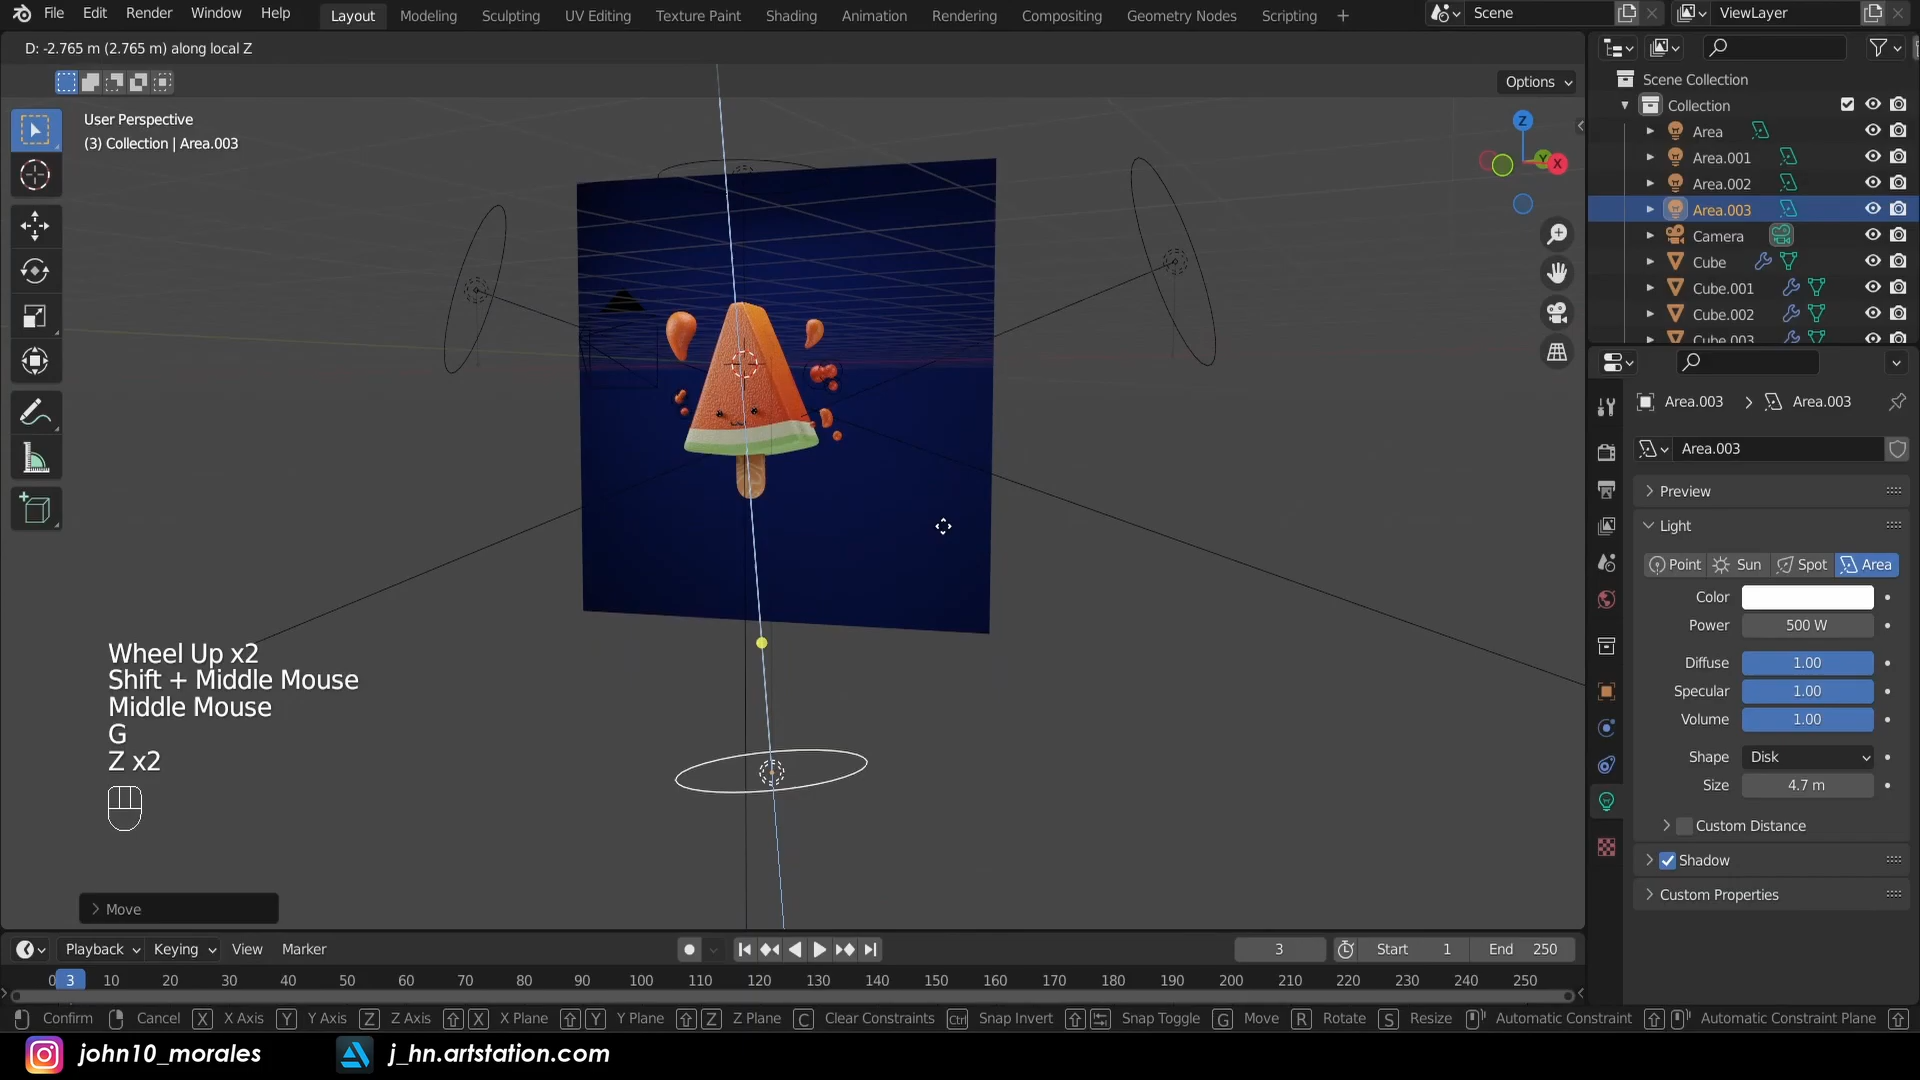 File Edit Render Window Help Layout Modeling Sculpting UV Editing Texture Paint Shading Animation Rendering Compositing Geometry Nodes Scripting + Scene ViewLayer
D: -2.765 m (2.765 m) along local Z
Options
User Perspective
(3) Collection | Area.003
Z
Y
X
Scene Collection
Collection
Area
Area.001
Area.002
Area.003
Camera
Cube
Cube.001
Cube.002
Cube.003
Area.003 > Area.003
Area.003
Preview
Light
Point Sun Spot Area
Color
Power 500 W
Diffuse 1.00
Specular 1.00
Volume 1.00
Shape Disk
Size 4.7 m
Custom Distance
Shadow
Custom Properties
Wheel Up x2
Shift + Middle Mouse
Middle Mouse
G
Z x2
Move
Playback Keying View Marker 3 Start 1 End 250
0 3 10 20 30 40 50 60 70 80 90 100 110 120 130 140 150 160 170 180 190 200 210 220 230 240 250
Confirm Cancel X X Axis Y Y Axis Z Z Axis X X Plane Y Y Plane Z Z Plane C Clear Constraints Ctrl Snap Invert Snap Toggle G Move R Rotate S Resize Automatic Constraint Automatic Constraint Plane
john10_morales j_hn.artstation.com